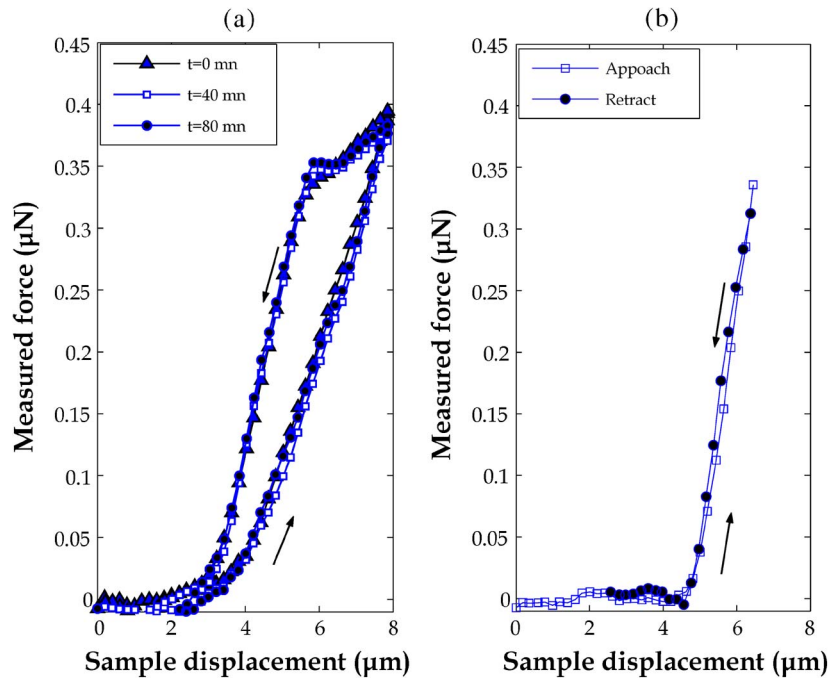 (a)
Measured force (µN)
0.45
0.4
0.35
0.3
0.25
0.2
0.15
0.1
0.05
0
t=0 mn
t=40 mn
t=80 mn
0 2 4 6 8
Sample displacement (µm)
(b)
Measured force (µN)
0.45
0.4
0.35
0.3
0.25
0.2
0.15
0.1
0.05
0
Appoach
Retract
0 2 4 6 8
Sample displacement (µm)